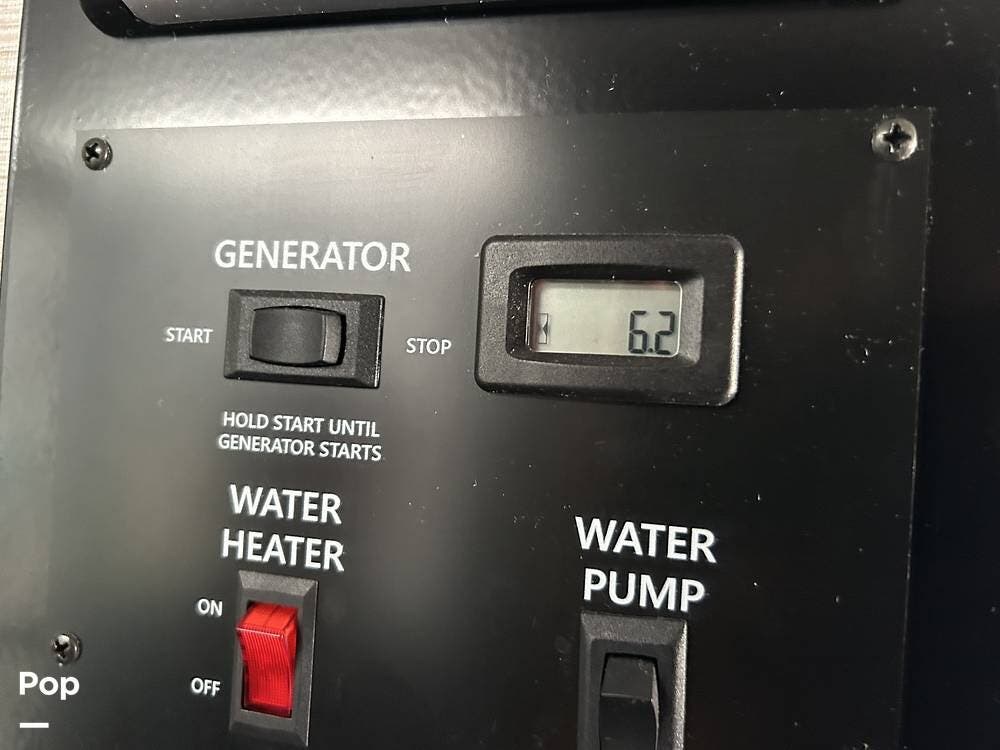 GENERATOR
START
STOP
6.2
HOLD START UNTIL
GENERATOR STARTS
WATER
HEATER
WATER
PUMP
ON
OFF
Pop